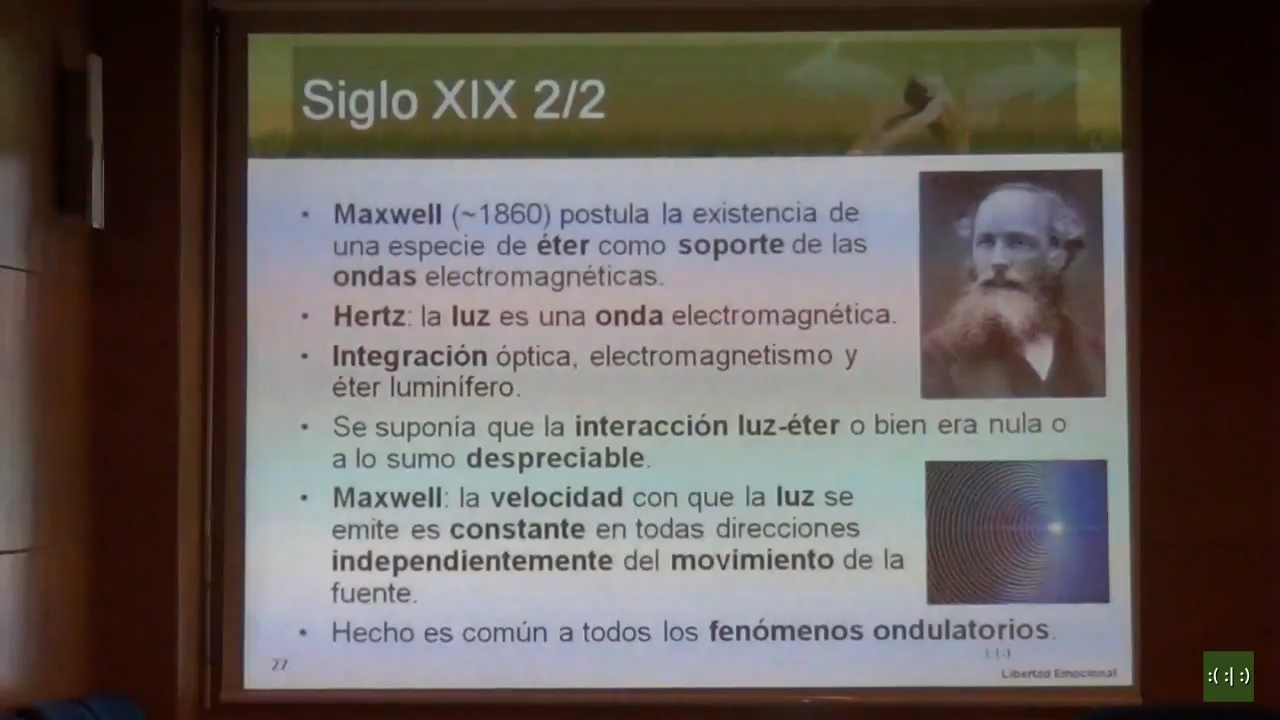 Siglo XIX 2/2
• Maxwell (~1860) postula la existencia de
una especie de éter como soporte de las
ondas electromagnéticas.
• Hertz: la luz es una onda electromagnética.
• Integración óptica, electromagnetismo y
éter luminífero.
• Se suponía que la interacción luz-éter o bien era nula o
a lo sumo despreciable.
• Maxwell: la velocidad con que la luz se
emite es constante en todas direcciones
independientemente del movimiento de la
fuente.
• Hecho es común a todos los fenómenos ondulatorios.
27
Libertad Emocional
:( :| :)